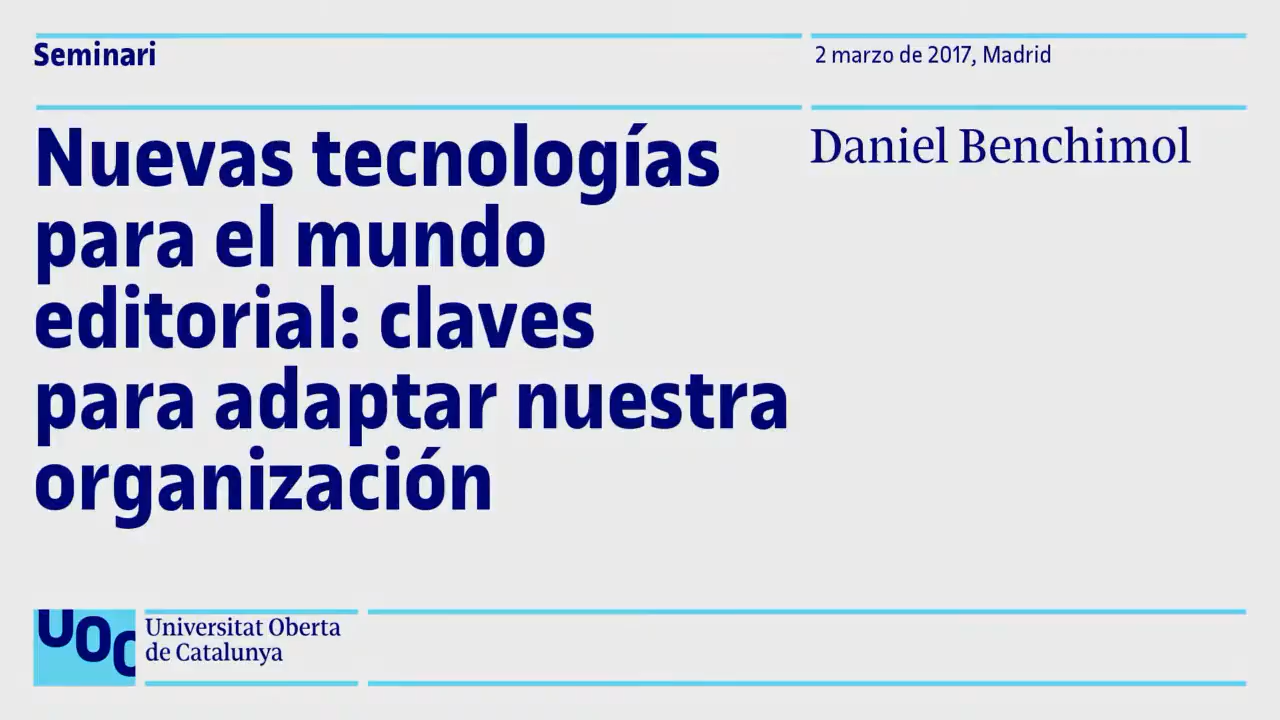 Seminari
2 marzo de 2017, Madrid
Nuevas tecnologías
para el mundo
editorial: claves
para adaptar nuestra
organización
Daniel Benchimol
UOC
Universitat Oberta
de Catalunya